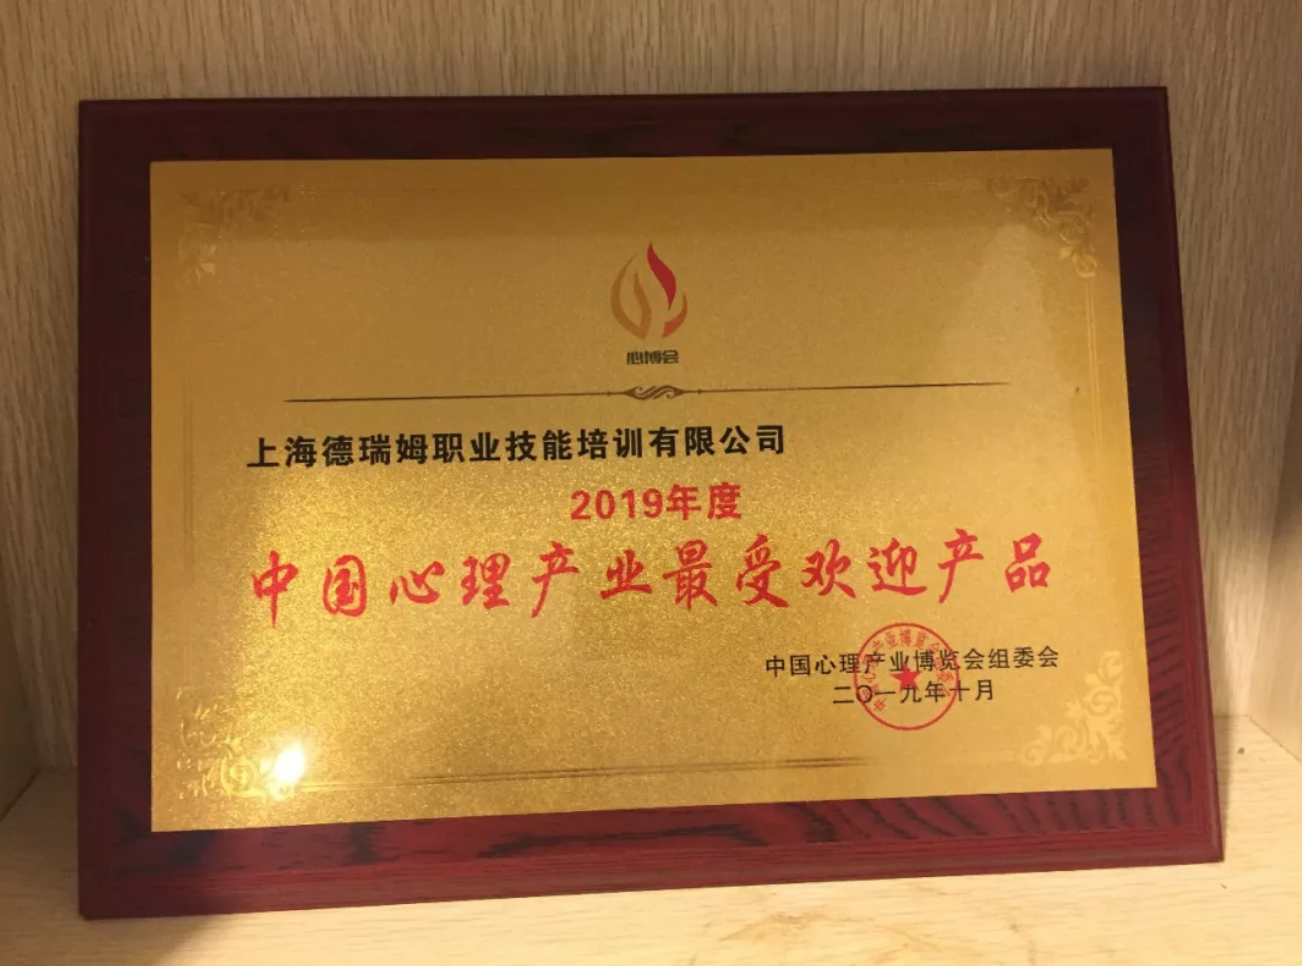 心博会
上海德瑞姆职业技能培训有限公司
2019年度
中国心理产业最受欢迎产品
中国心理产业博览会组委会
二〇一九年十月